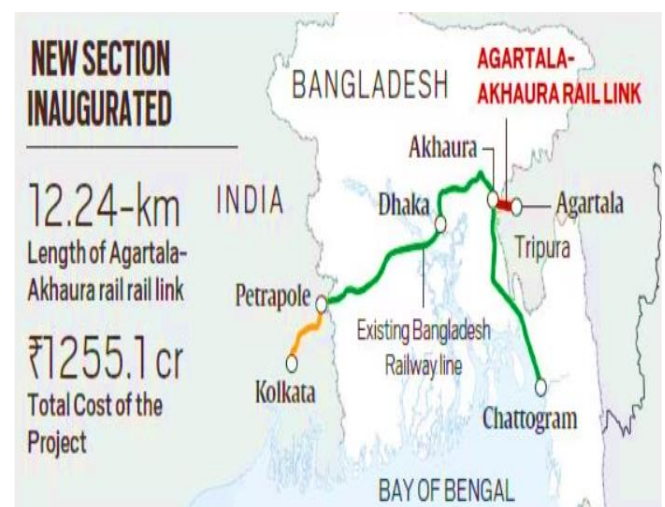 NEW SECTION
INAUGURATED
12.24-km
Length of Agartala-
Akhaura rail rail link
₹1255.1 cr
Total Cost of the
Project
AGARTALA-
AKHAURA RAIL LINK
BANGLADESH
Akhaura
INDIA
Dhaka
Agartala
Tripura
Petrapole
Existing Bangladesh
Railway line
Kolkata
Chattogram
BAY OF BENGAL